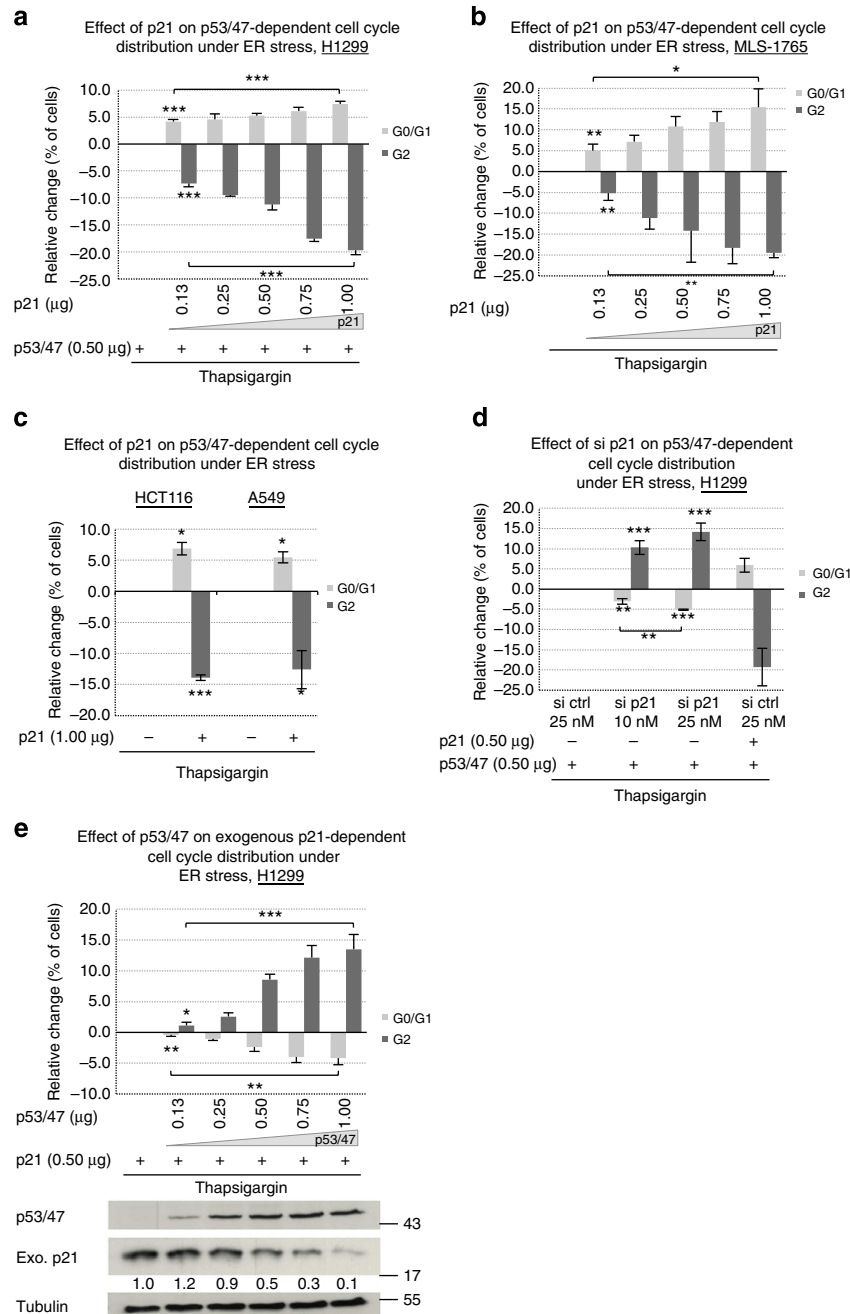 a
Effect of p21 on p53/47-dependent cell cycle
distribution under ER stress, H1299
Relative change (% of cells)
10.0
5.0
0.0
−5.0
−10.0
−15.0
−20.0
−25.0
***
***
***
***
G0/G1
G2
p21 (µg)
0.13 0.25 0.50 0.75 1.00
p21
p53/47 (0.50 µg) + + + + + +
Thapsigargin
b
Effect of p21 on p53/47-dependent cell cycle
distribution under ER stress, MLS-1765
Relative change (% of cells)
20.0
15.0
10.0
5.0
0.0
−5.0
−10.0
−15.0
−20.0
−25.0
*
**
**
**
G0/G1
G2
p21 (µg)
0.13 0.25 0.50 0.75 1.00
p21
Thapsigargin
c
Effect of p21 on p53/47-dependent cell cycle
distribution under ER stress
HCT116 A549
Relative change (% of cells)
10.0
5.0
0.0
−5.0
−10.0
−15.0
−20.0
* *
*** *
G0/G1
G2
p21 (1.00 µg) − + − +
Thapsigargin
d
Effect of si p21 on p53/47-dependent
cell cycle distribution
under ER stress, H1299
Relative change (% of cells)
20.0
15.0
10.0
5.0
0.0
−5.0
−10.0
−15.0
−20.0
−25.0
*** ***
** ***
**
G0/G1
G2
si ctrl si p21 si p21 si ctrl
25 nM 10 nM 25 nM 25 nM
p21 (0.50 µg) − − − +
p53/47 (0.50 µg) + + + +
Thapsigargin
e
Effect of p53/47 on exogenous p21-dependent
cell cycle distribution under
ER stress, H1299
Relative change (% of cells)
20.0
15.0
10.0
5.0
0.0
−5.0
−10.0
***
*
**
**
G0/G1
G2
p53/47 (µg)
0.13 0.25 0.50 0.75 1.00
p53/47
p21 (0.50 µg) + + + + + +
Thapsigargin
p53/47
43
Exo. p21
17
1.0 1.2 0.9 0.5 0.3 0.1
55
Tubulin